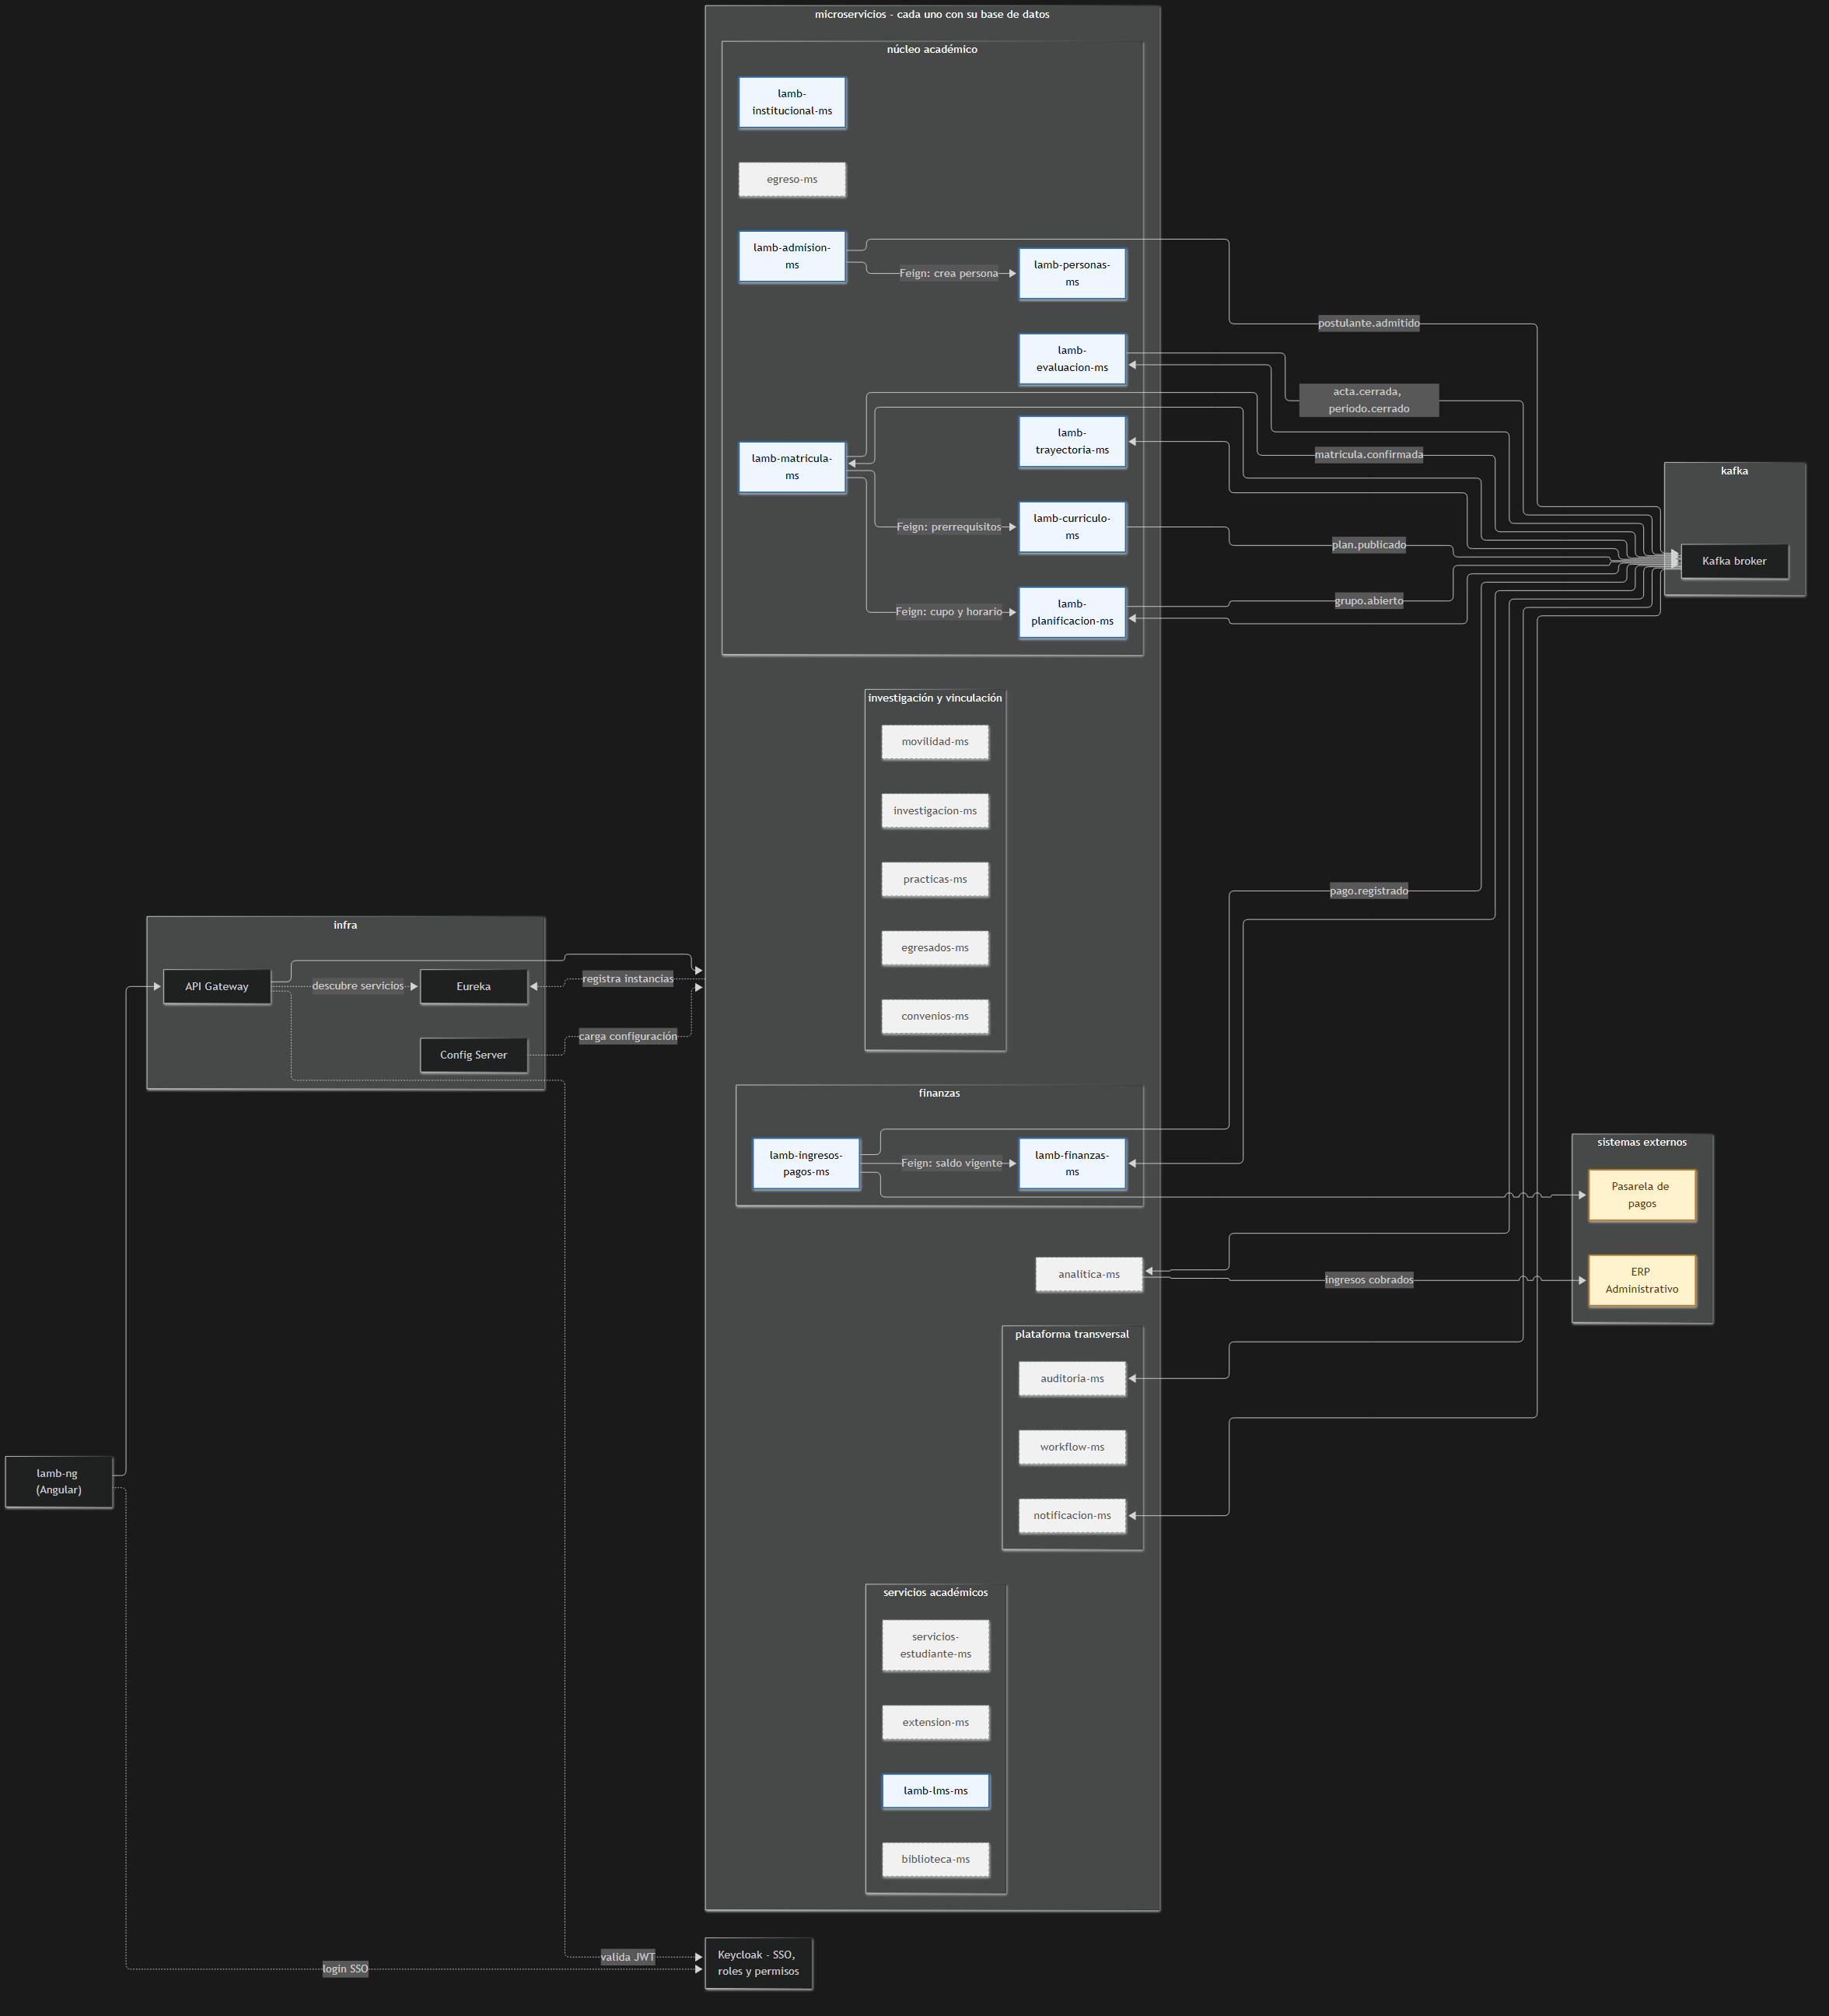 microservicios - cada uno con su base de datos
núcleo académico
lamb-
institucional-ms
egreso-ms
lamb-admision-
ms
Feign: crea persona
lamb-personas-
ms
postulante.admitido
lamb-
evaluacion-ms
acta.cerrada,
periodo.cerrado
lamb-matricula-
ms
lamb-
trayectoria-ms
matricula.confirmada
kafka
Feign: prerrequisitos
lamb-curriculo-
ms
plan.publicado
Kafka broker
Feign: cupo y horario
lamb-
planificacion-ms
grupo.abierto
investigación y vinculación
movilidad-ms
investigacion-ms
practicas-ms
egresados-ms
convenios-ms
pago.registrado
infra
API Gateway
descubre servicios
Eureka
registra instancias
Config Server
carga configuración
finanzas
lamb-ingresos-
pagos-ms
Feign: saldo vigente
lamb-finanzas-
ms
sistemas externos
Pasarela de
pagos
analitica-ms
ingresos cobrados
ERP
Administrativo
plataforma transversal
auditoria-ms
workflow-ms
notificacion-ms
lamb-ng
(Angular)
servicios académicos
servicios-
estudiante-ms
extension-ms
lamb-lms-ms
biblioteca-ms
valida JWT
login SSO
Keycloak - SSO,
roles y permisos